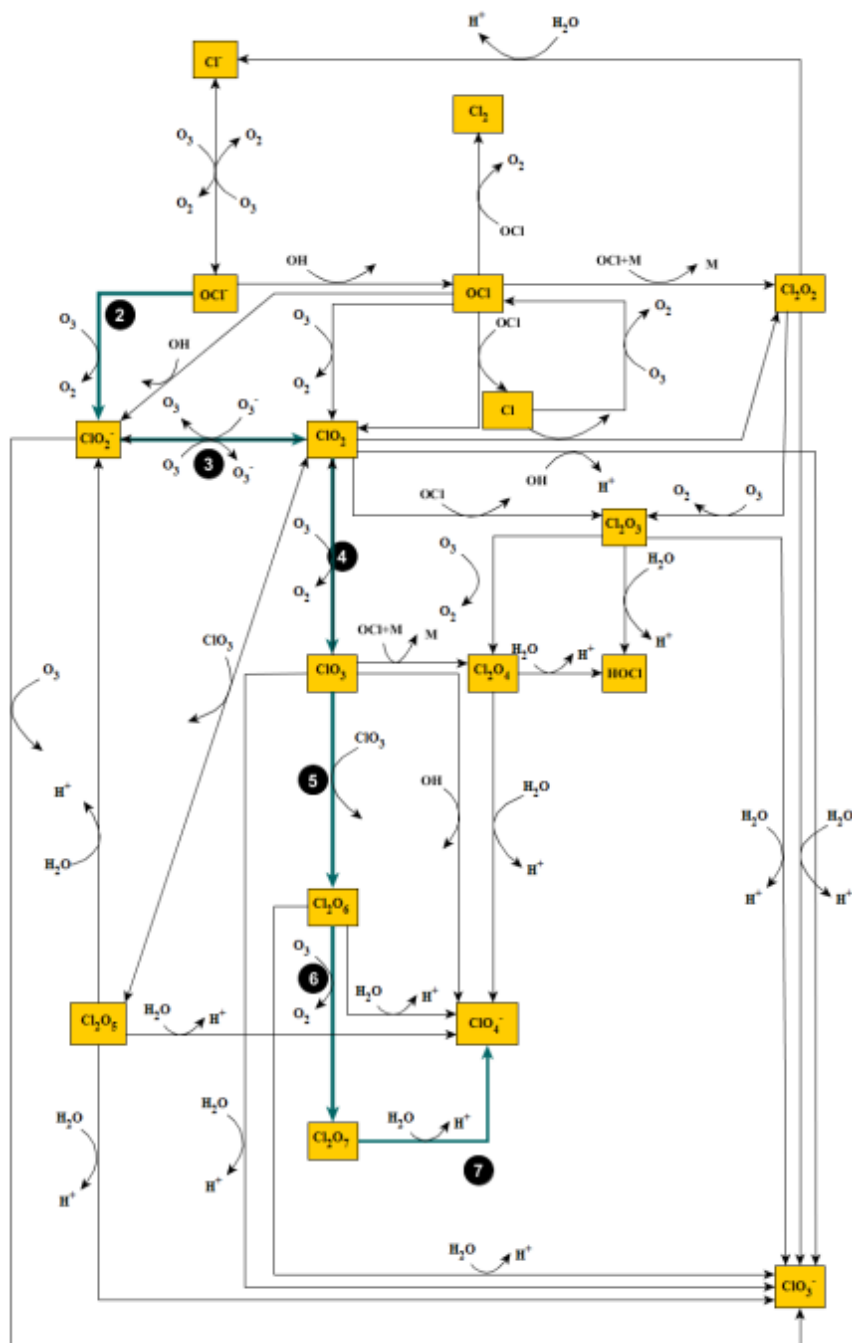 H⁺ H₂O
Cl⁻
Cl₂
O₃ O₂
O₂
O₂ O₃
OCl
OH OCl+M M
OCl⁻ OCl Cl₂O₂
2
O₃ O₃ OCl O₂
OH
O₂ O₂ O₃
O₃ O₃⁻ Cl
ClO₂⁻ ClO₂
O₃ O₃⁻
3
OH H⁺
OCl O₂ O₃
Cl₂O₃
O₃ O₃ H₂O
4
O₂ O₂
OCl+M M H₂O H⁺ H⁺
ClO₃
O₃ ClO₃ Cl₂O₄ HOCl
ClO₃
5
OH H₂O
H⁺ H₂O H₂O
H₂O H⁺ H⁺ H⁺
Cl₂O₆
O₃
6
H₂O H⁺
O₂
Cl₂O₅ H₂O H⁺ ClO₄⁻
H₂O H₂O H₂O H⁺
Cl₂O₇
7
H⁺ H⁺
H₂O H⁺
ClO₃⁻